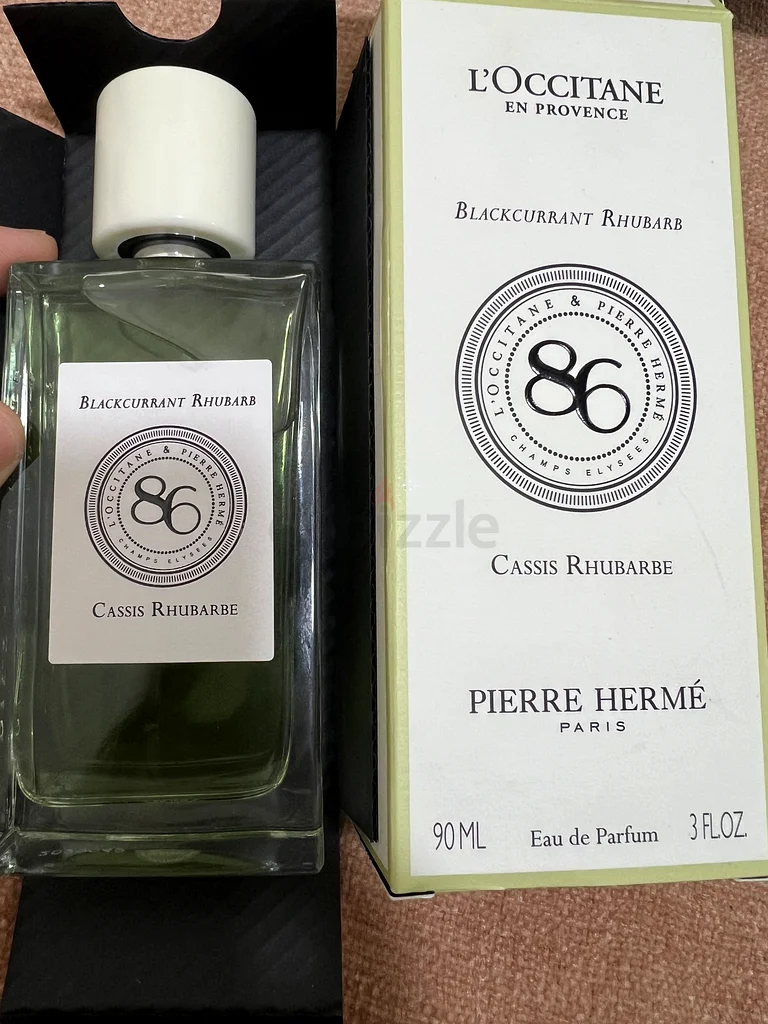 BLACKCURRANT RHUBARB
L'OCCITANE & PIERRE HERMÉ
86
CHAMPS ELYSEES
CASSIS RHUBARBE
L'OCCITANE
EN PROVENCE
BLACKCURRANT RHUBARB
L'OCCITANE & PIERRE HERMÉ
86
CHAMPS ELYSEES
CASSIS RHUBARBE
PIERRE HERMÉ
PARIS
90 ML Eau de Parfum 3 FL.OZ.